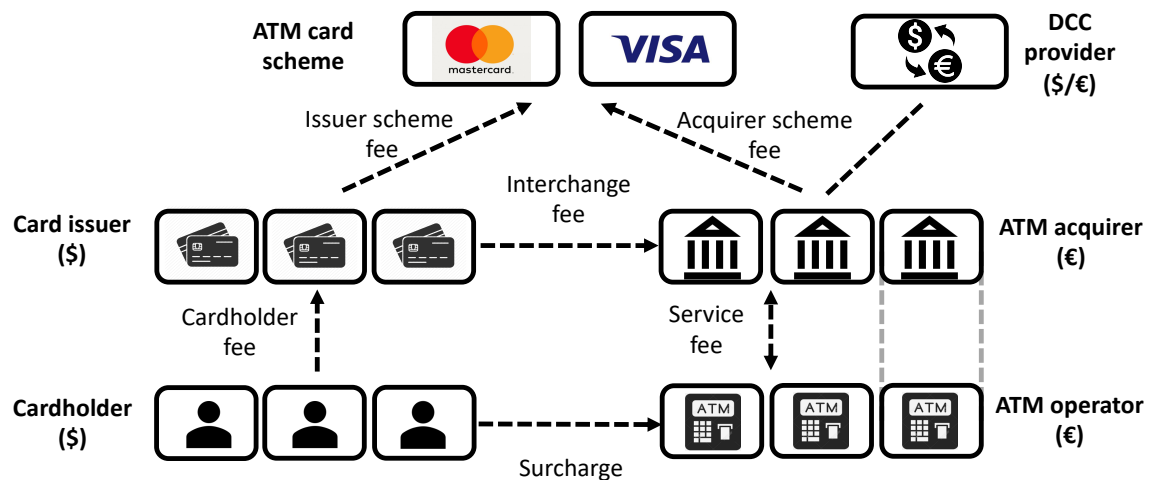 ATM card
scheme
mastercard.
VISA
DCC
provider
($/€)
$
€
Issuer scheme
fee
Acquirer scheme
fee
Interchange
fee
Card issuer
($)
ATM acquirer
(€)
Cardholder
fee
Service
fee
Cardholder
($)
ATM
ATM
ATM
ATM operator
(€)
Surcharge